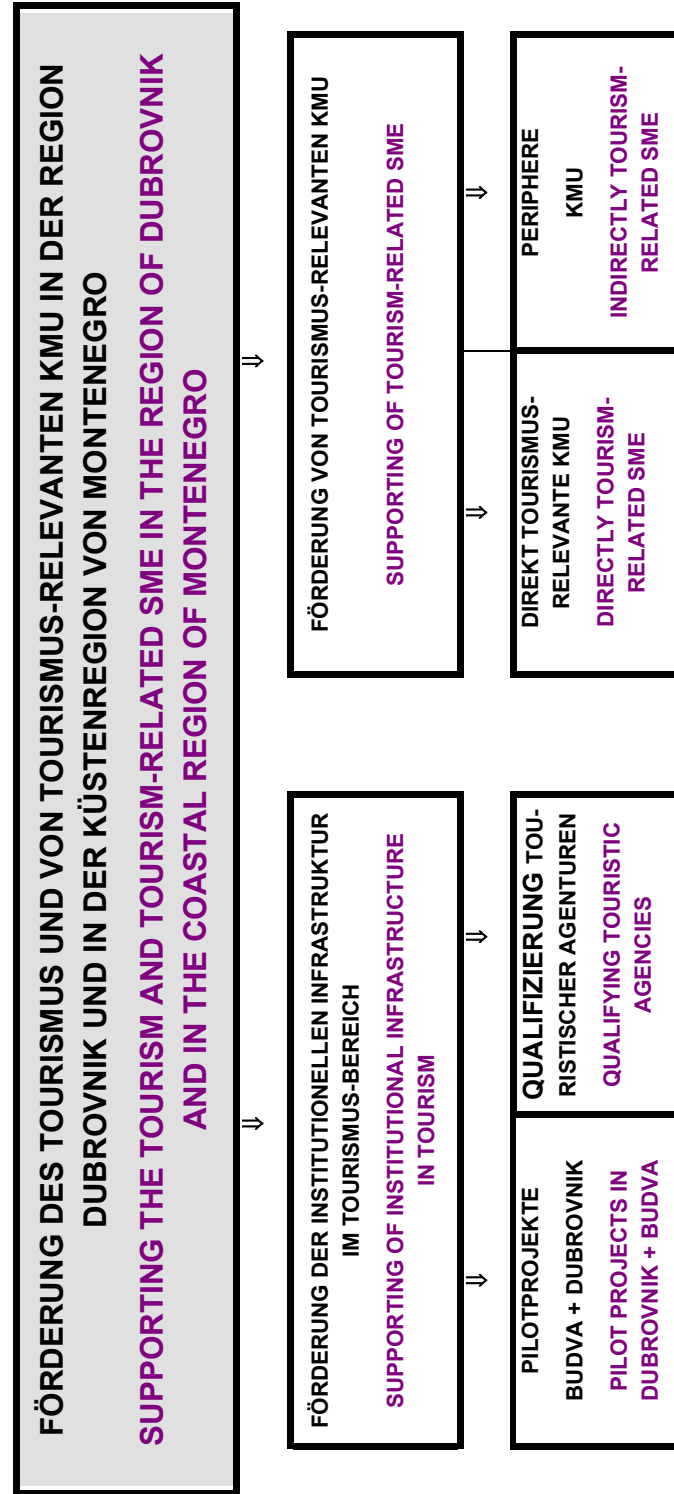 FÖRDERUNG DES TOURISMUS UND VON TOURISMUS-RELEVANTEN KMU IN DER REGION
DUBROVNIK UND IN DER KÜSTENREGION VON MONTENEGRO
SUPPORTING THE TOURISM AND TOURISM-RELATED SME IN THE REGION OF DUBROVNIK
AND IN THE COASTAL REGION OF MONTENEGRO
⇓
⇓
FÖRDERUNG DER INSTITUTIONELLEN INFRASTRUKTUR
IM TOURISMUS-BEREICH
SUPPORTING OF INSTITUTIONAL INFRASTRUCTURE
IN TOURISM
FÖRDERUNG VON TOURISMUS-RELEVANTEN KMU
SUPPORTING OF TOURISM-RELATED SME
⇓
⇓
⇓
⇓
PILOTPROJEKTE
BUDVA + DUBROVNIK
PILOT PROJECTS IN
DUBROVNIK + BUDVA
QUALIFIZIERUNG TOU-
RISTISCHER AGENTUREN
QUALIFYING TOURISTIC
AGENCIES
DIREKT TOURISMUS-
RELEVANTE KMU
DIRECTLY TOURISM-
RELATED SME
PERIPHERE
KMU
INDIRECTLY TOURISM-
RELATED SME